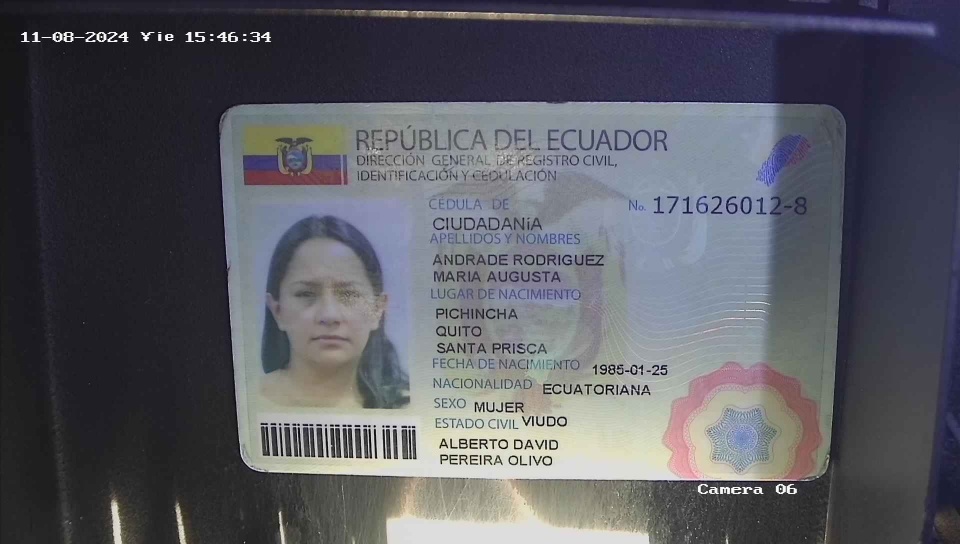 11-08-2024 Vie 15:46:34
REPÚBLICA DEL ECUADOR
DIRECCIÓN GENERAL DE REGISTRO CIVIL,
IDENTIFICACIÓN Y CEDULACIÓN
CÉDULA DE
No. 171626012-8
CIUDADANíA
APELLIDOS Y NOMBRES
ANDRADE RODRIGUEZ
MARIA AUGUSTA
LUGAR DE NACIMIENTO
PICHINCHA
QUITO
SANTA PRISCA
FECHA DE NACIMIENTO 1985-01-25
NACIONALIDAD ECUATORIANA
SEXO MUJER
ESTADO CIVIL VIUDO
ALBERTO DAVID
PEREIRA OLIVO
Camera 06